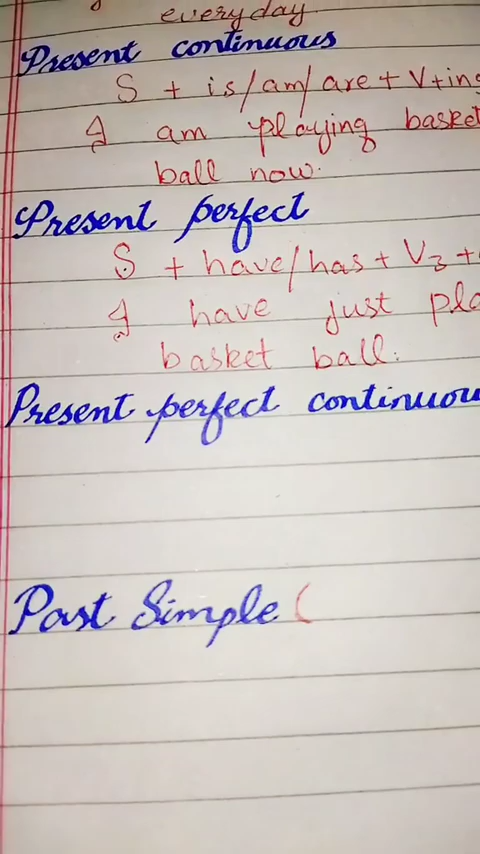 everyday
Present continuous
S + is/am/are + V+ing
I am playing basket
ball now.
Present perfect
S + have/has + V3 +
I have just pla
basket ball.
Present perfect continuou
Past Simple (